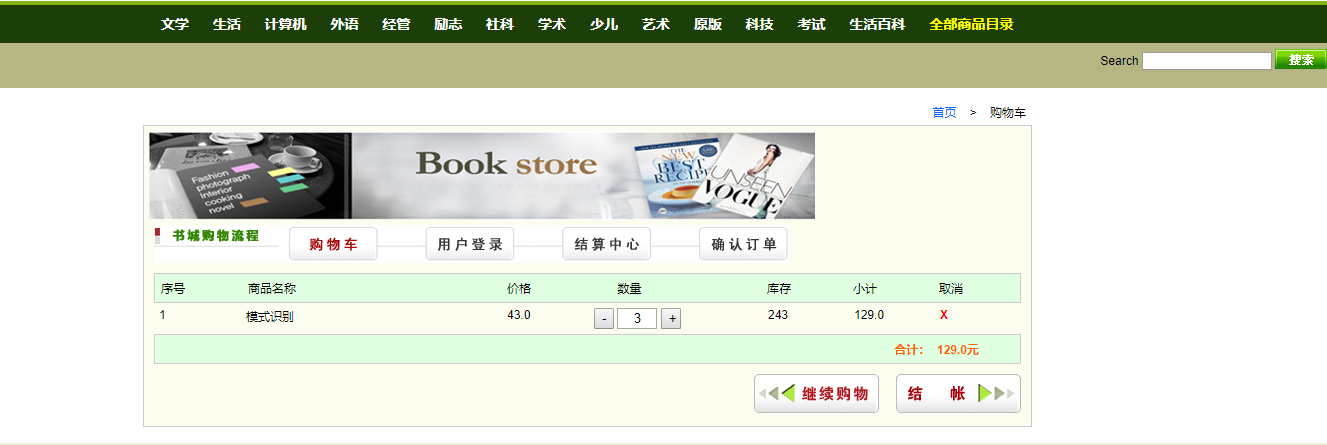 文学 生活 计算机 外语 经管 励志 社科 学术 少儿 艺术 原版 科技 考试 生活百科 全部商品目录
Search 搜索
首页 > 购物车
Fashion
photograph
Interior
cooking
novel
Book store
THE
NEW
BEST
RECIPE
UNSEEN
VOGUE
书城购物流程 购物车 用户登录 结算中心 确认订单
序号 商品名称 价格 数量 库存 小计 取消
1 模式识别 43.0 - 3 + 243 129.0 X
合计： 129.0元
继续购物 结 帐